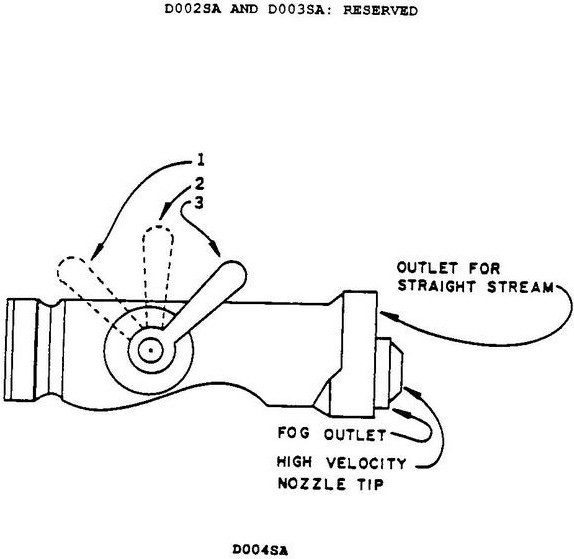 D002SA AND D003SA: RESERVED
1
2
3
OUTLET FOR
STRAIGHT STREAM
FOG OUTLET
HIGH VELOCITY
NOZZLE TIP
D004SA